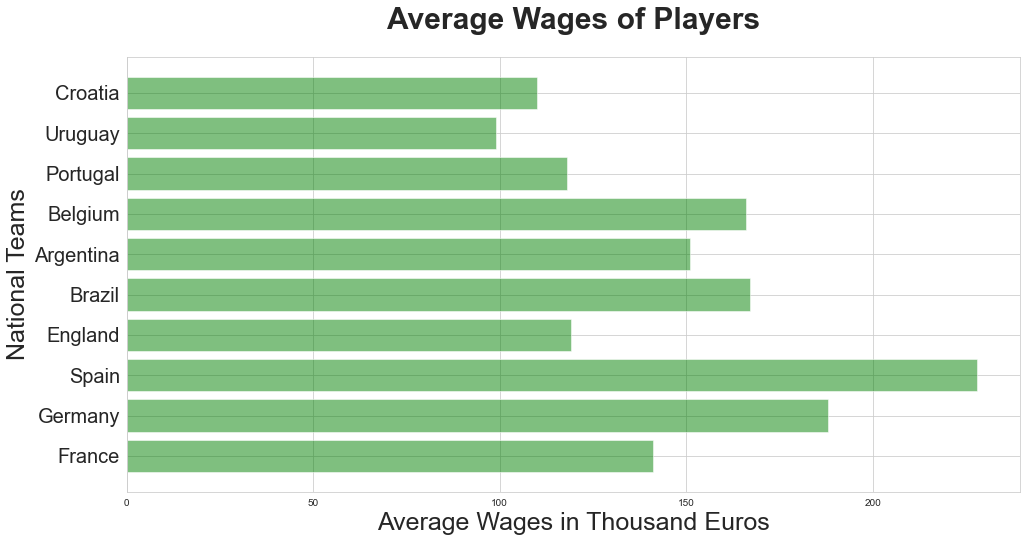 Average Wages of Players
National Teams
Croatia
Uruguay
Portugal
Belgium
Argentina
Brazil
England
Spain
Germany
France
0 50 100 150 200
Average Wages in Thousand Euros